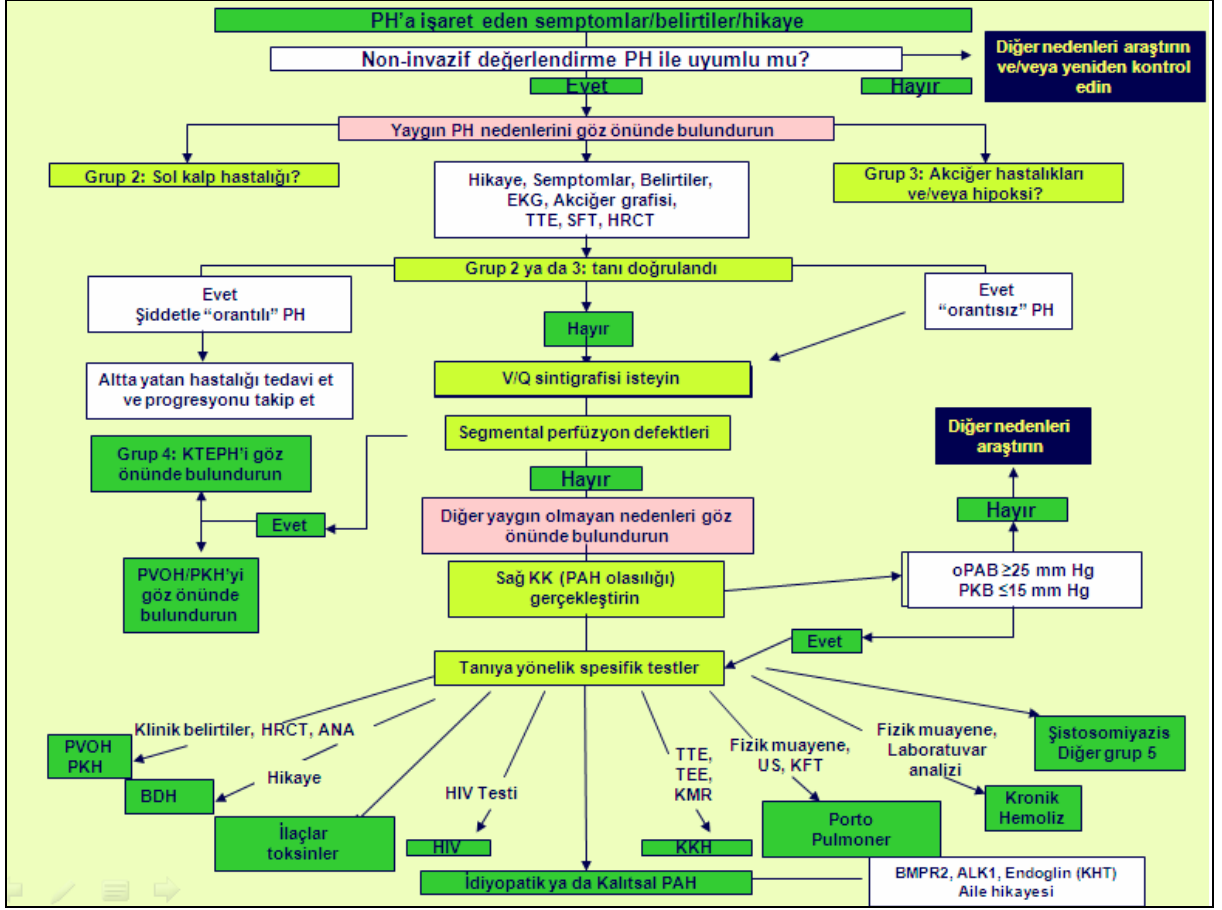 PH'a işaret eden semptomlar/belirtiler/hikaye
Non-invazif değerlendirme PH ile uyumlu mu?
Diğer nedenleri araştırın
ve/veya yeniden kontrol
edin
Evet
Hayır
Yaygın PH nedenlerini göz önünde bulundurun
Grup 2: Sol kalp hastalığı?
Hikaye, Semptomlar, Belirtiler,
EKG, Akciğer grafisi,
TTE, SFT, HRCT
Grup 3: Akciğer hastalıkları
ve/veya hipoksi?
Grup 2 ya da 3: tanı doğrulandı
Evet
Şiddetle "orantılı" PH
Evet
"orantısız" PH
Hayır
Altta yatan hastalığı tedavi et
ve progresyonu takip et
V/Q sintigrafisi isteyin
Segmental perfüzyon defektleri
Diğer nedenleri
araştırın
Grup 4: KTEPH'i göz
önünde bulundurun
Hayır
Hayır
Evet
Diğer yaygın olmayan nedenleri göz
önünde bulundurun
PVOH/PKH'yi
göz önünde
bulundurun
Sağ KK (PAH olasılığı)
gerçekleştirin
oPAB ≥25 mm Hg
PKB ≤15 mm Hg
Evet
Tanıya yönelik spesifik testler
Klinik belirtiler, HRCT, ANA
PVOH
PKH
Hikaye
BDH
HIV Testi
TTE,
TEE,
KMR
Fizik muayene,
US, KFT
Fizik muayene,
Laboratuvar
analizi
Şistosomiyazis
Diğer grup 5
Kronik
Hemoliz
İlaçlar
toksinler
HIV
KKH
Porto
Pulmoner
İdiyopatik ya da Kalıtsal PAH
BMPR2, ALK1, Endoglin (KHT)
Aile hikayesi